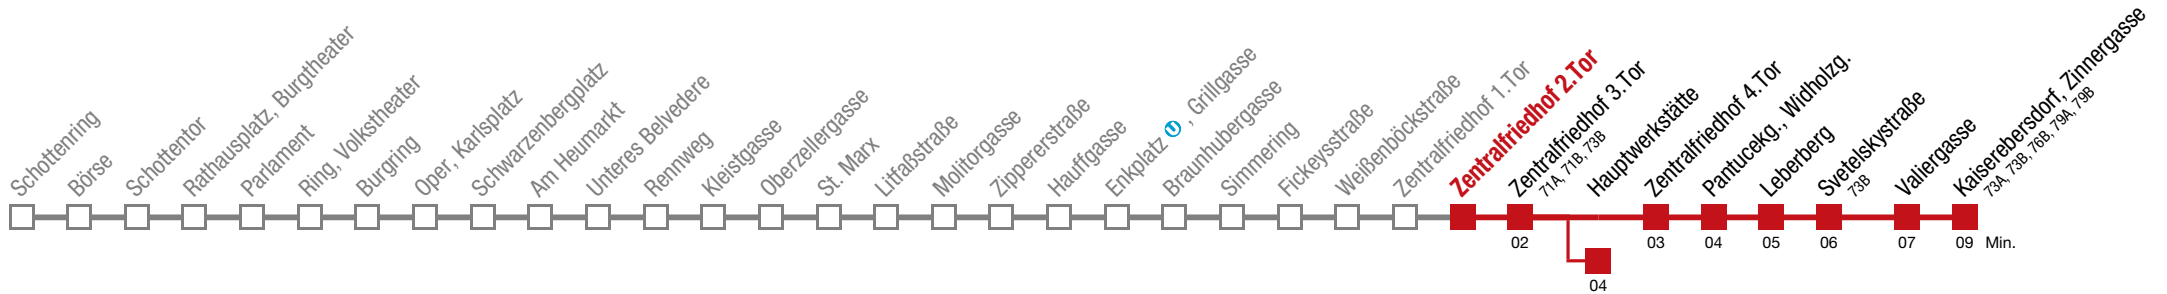 Schottenring
Börse
Schottentor
Rathausplatz, Burgtheater
Parlament
Ring, Volkstheater
Burgring
Oper, Karlsplatz
Schwarzenbergplatz
Am Heumarkt
Unteres Belvedere
Rennweg
Kleistgasse
Oberzellergasse
St. Marx
Litfaßstraße
Molitorgasse
Zippererstraße
Hauffgasse
Enkplatz U, Grillgasse
Braunhubergasse
Simmering
Fickeysstraße
Weißenböckstraße
Zentralfriedhof 1.Tor
Zentralfriedhof 2.Tor
Zentralfriedhof 3.Tor
71A, 71B, 73B
Hauptwerkstätte
Zentralfriedhof 4.Tor
Pantucekg., Widholzg.
Leberberg
Svetelskystraße
73B
Valiergasse
Kaiserebersdorf, Zinnergasse
73A, 73B, 76B, 79A, 79B
02 03 04 05 06 07 09 Min.
04